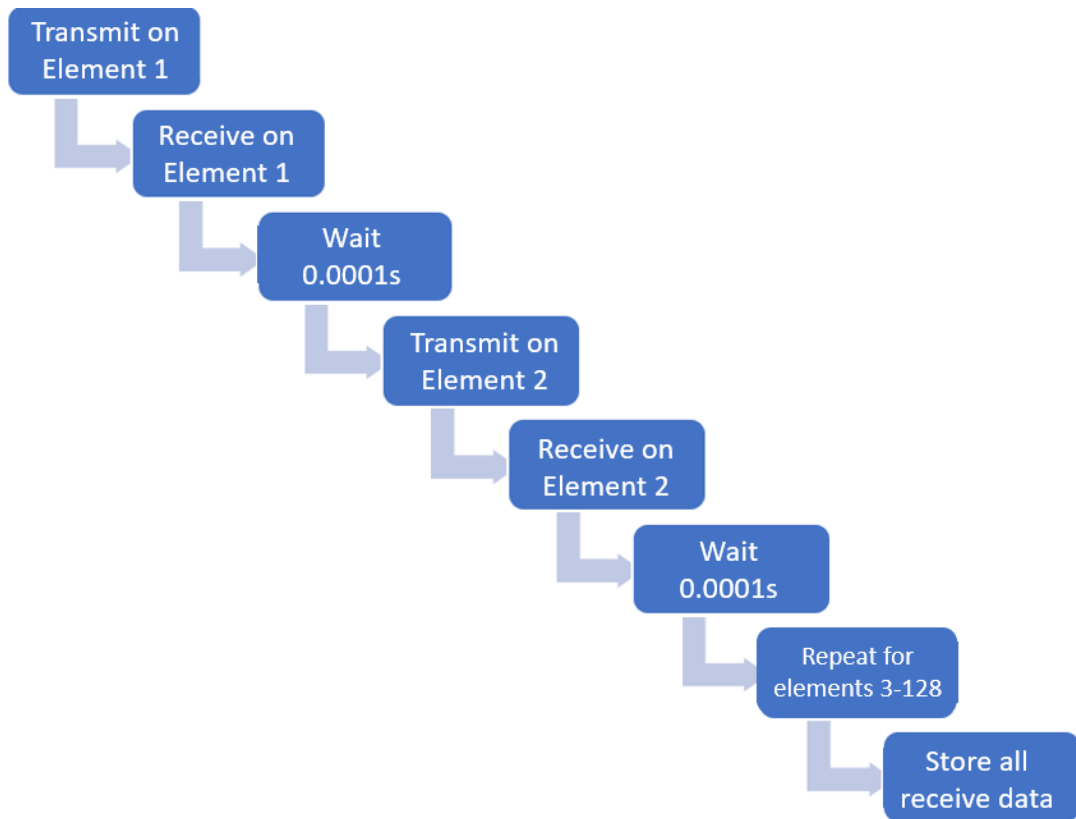 Transmit on
Element 1
Receive on
Element 1
Wait
0.0001s
Transmit on
Element 2
Receive on
Element 2
Wait
0.0001s
Repeat for
elements 3-128
Store all
receive data